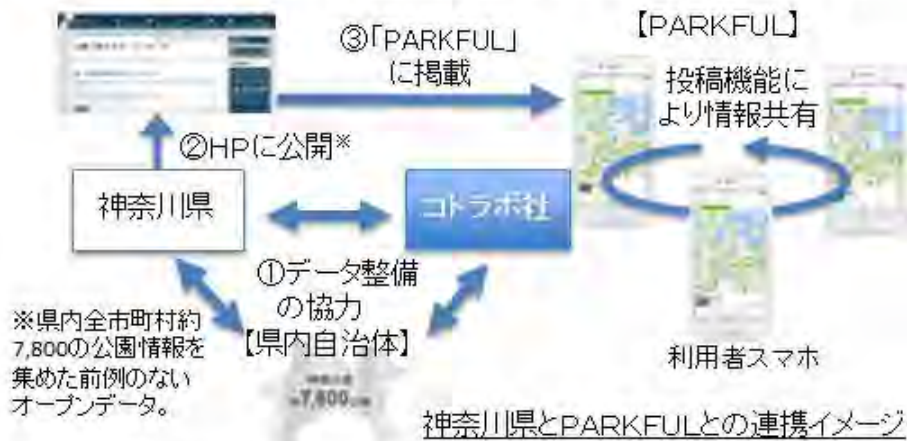 ③「PARKFUL」
に掲載
【PARKFUL】
投稿機能に
より情報共有
②HPに公開※
神奈川県
コトラボ社
①データ整備
の協力
【県内自治体】
※県内全市町村約
7,800の公園情報を
集めた前例のない
オープンデータ。
7,800
利用者スマホ
神奈川県とPARKFULとの連携イメージ